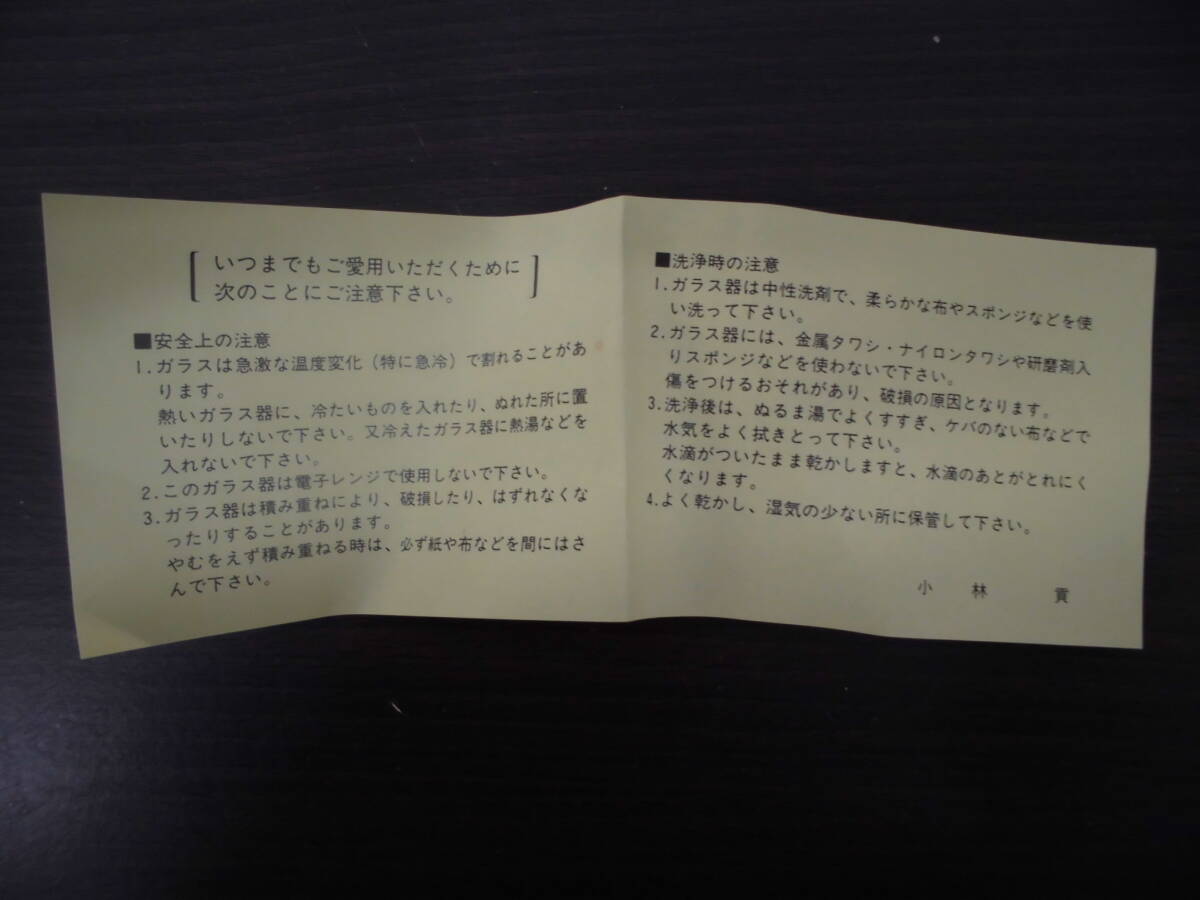 いつまでもご愛用いただくために
次のことにご注意下さい。
■安全上の注意
1.ガラスは急激な温度変化（特に急冷）で割れることがあ
ります。
熱いガラス器に、冷たいものを入れたり、ぬれた所に置
いたりしないで下さい。又冷えたガラス器に熱湯などを
入れないで下さい。
2.このガラス器は電子レンジで使用しないで下さい。
3.ガラス器は積み重ねにより、破損したり、はずれなくな
ったりすることがあります。
やむをえず積み重ねる時は、必ず紙や布などを間にはさ
んで下さい。
■洗浄時の注意
1.ガラス器は中性洗剤で、柔らかな布やスポンジなどを使
い洗って下さい。
2.ガラス器には、金属タワシ・ナイロンタワシや研磨剤入
りスポンジなどを使わないで下さい。
傷をつけるおそれがあり、破損の原因となります。
3.洗浄後は、ぬるま湯でよくすすぎ、ケバのない布などで
水気をよく拭きとって下さい。
水滴がついたまま乾かしますと、水滴のあとがとれにく
くなります。
4.よく乾かし、湿気の少ない所に保管して下さい。
小林 貢